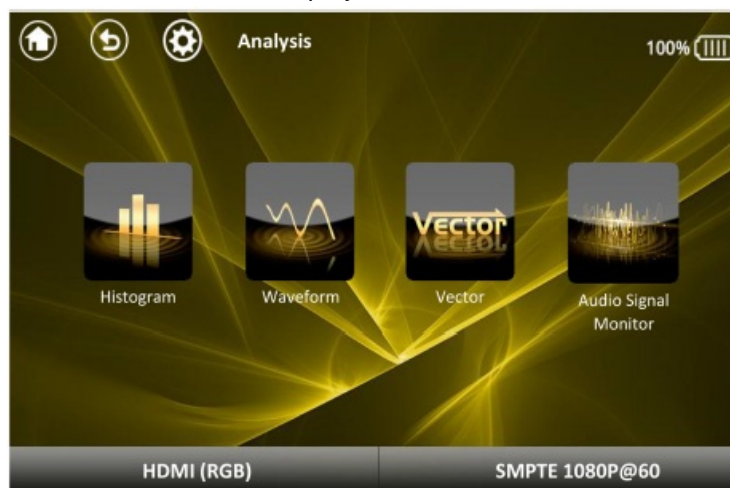 Analysis
100%
Vector
Histogram
Waveform
Vector
Audio Signal
Monitor
HDMI (RGB)
SMPTE 1080P@60